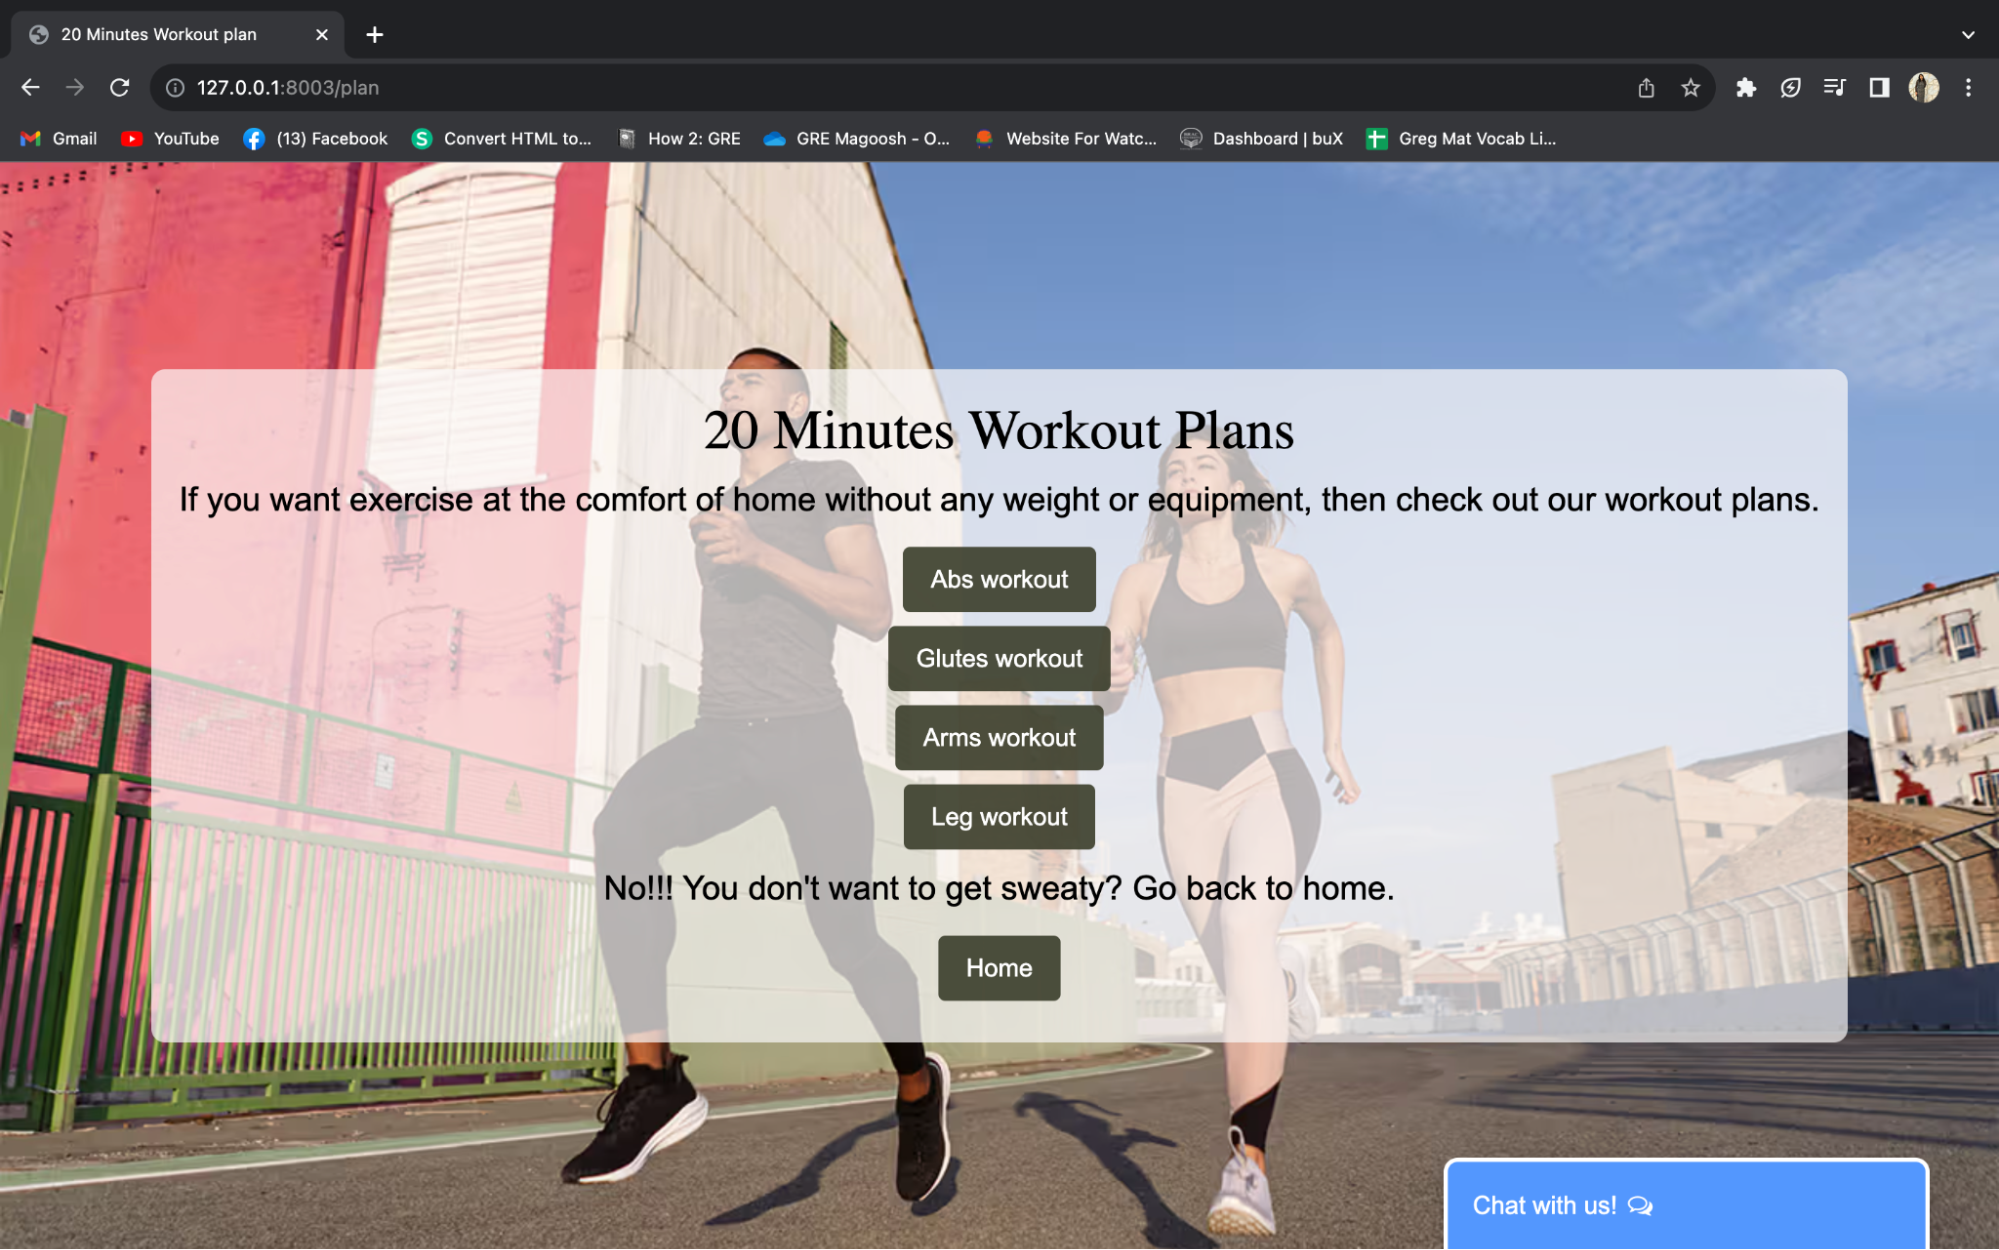 20 Minutes Workout plan
127.0.0.1:8003/plan
Gmail
YouTube
(13) Facebook
Convert HTML to...
How 2: GRE
GRE Magoosh - O...
Website For Watc...
Dashboard | buX
Greg Mat Vocab Li...
20 Minutes Workout Plans
If you want exercise at the comfort of home without any weight or equipment, then check out our workout plans.
Abs workout
Glutes workout
Arms workout
Leg workout
No!!! You don't want to get sweaty? Go back to home.
Home
Chat with us!